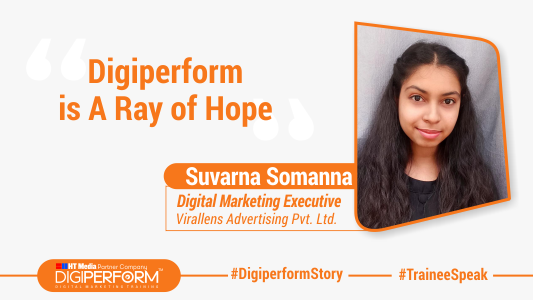 “
Digiperform
is A Ray of Hope
”
Suvarna Somanna
Digital Marketing Executive
Virallens Advertising Pvt. Ltd.
HT Media Partner Company
DIGIPERFORM™
DIGITAL MARKETING TRAINING
#DigiperformStory
#TraineeSpeak